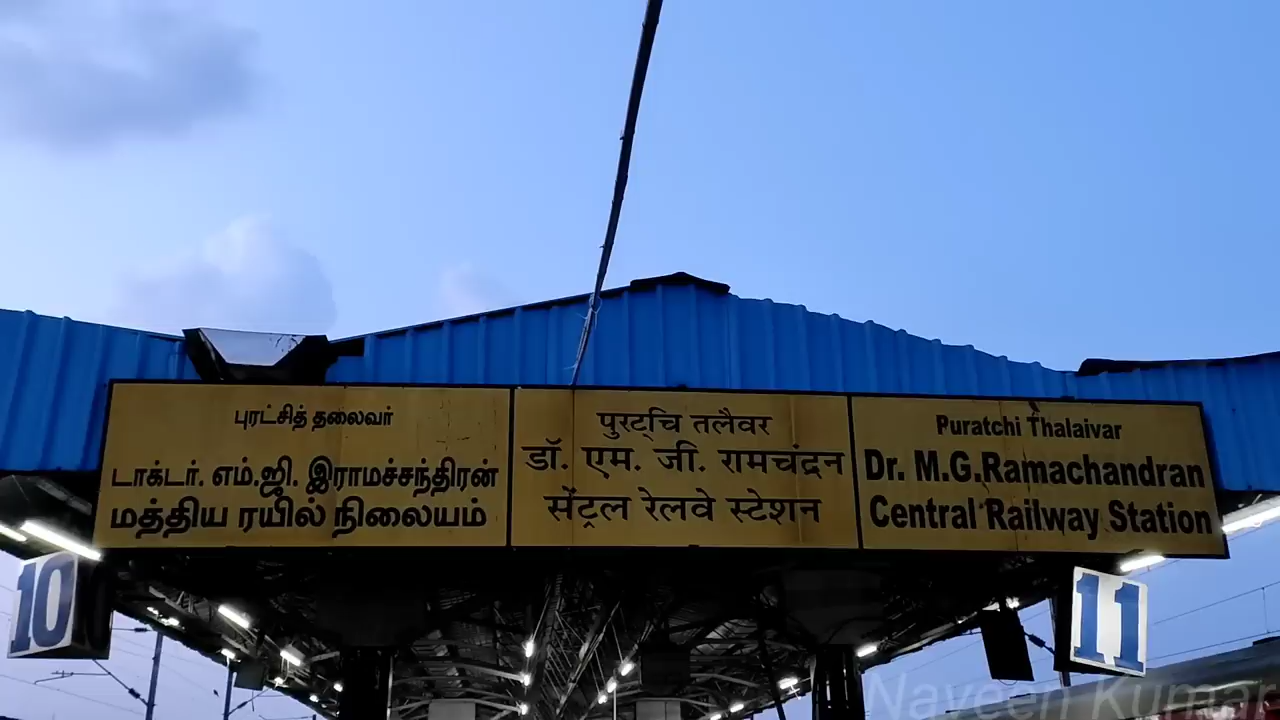 புரட்சித் தலைவர்
டாக்டர். எம்.ஜி. இராமச்சந்திரன்
மத்திய ரயில் நிலையம்
पुरट्चि तलैवर
डॉ. एम. जी. रामचंद्रन
सेंट्रल रेलवे स्टेशन
Puratchi Thalaivar
Dr. M.G.Ramachandran
Central Railway Station
10
11
Naveen Kumar